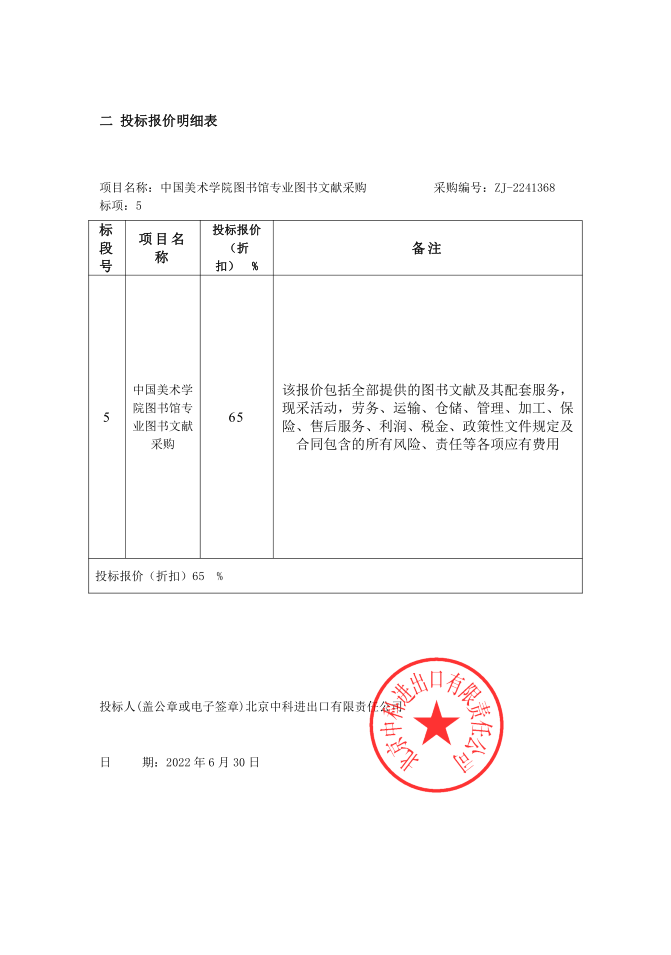 二 投标报价明细表
项目名称：中国美术学院图书馆专业图书文献采购 采购编号：ZJ-2241368
标项：5
标
段
号
项目名
称
投标报价
（折
扣） %
备注
5
中国美术学
院图书馆专
业图书文献
采购
65
该报价包括全部提供的图书文献及其配套服务，
现采活动，劳务、运输、仓储、管理、加工、保
险、售后服务、利润、税金、政策性文件规定及
合同包含的所有风险、责任等各项应有费用
投标报价（折扣）65 %
投标人(盖公章或电子签章)北京中科进出口有限责任公司
北京中科进出口有限责任公司
日 期：2022 年 6 月 30 日